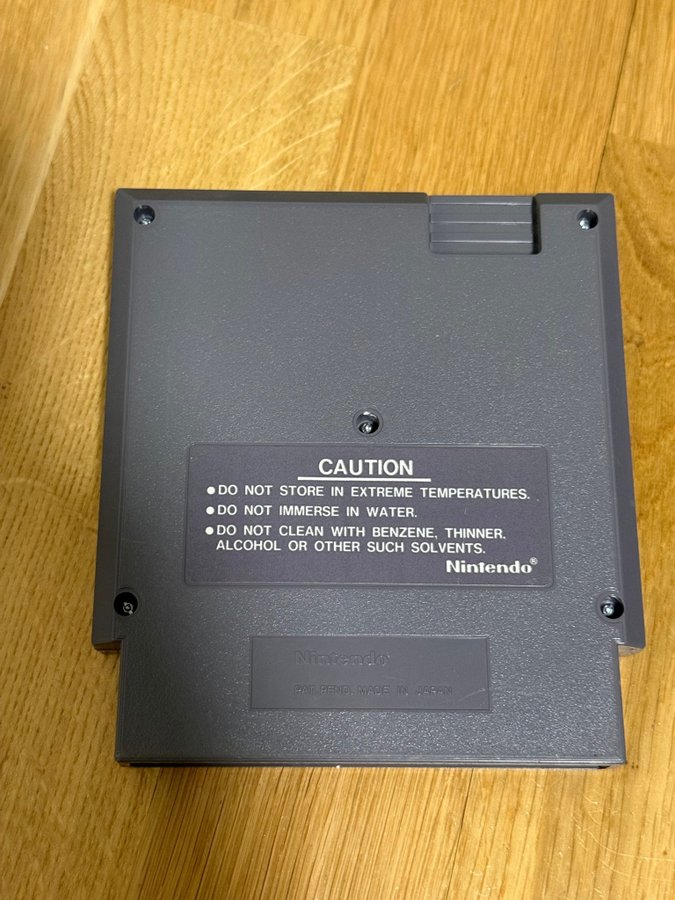 CAUTION
●DO NOT STORE IN EXTREME TEMPERATURES.
●DO NOT IMMERSE IN WATER.
●DO NOT CLEAN WITH BENZENE, THINNER,
ALCOHOL OR OTHER SUCH SOLVENTS.
Nintendo®
Nintendo®
PAT. PEND. MADE IN JAPAN